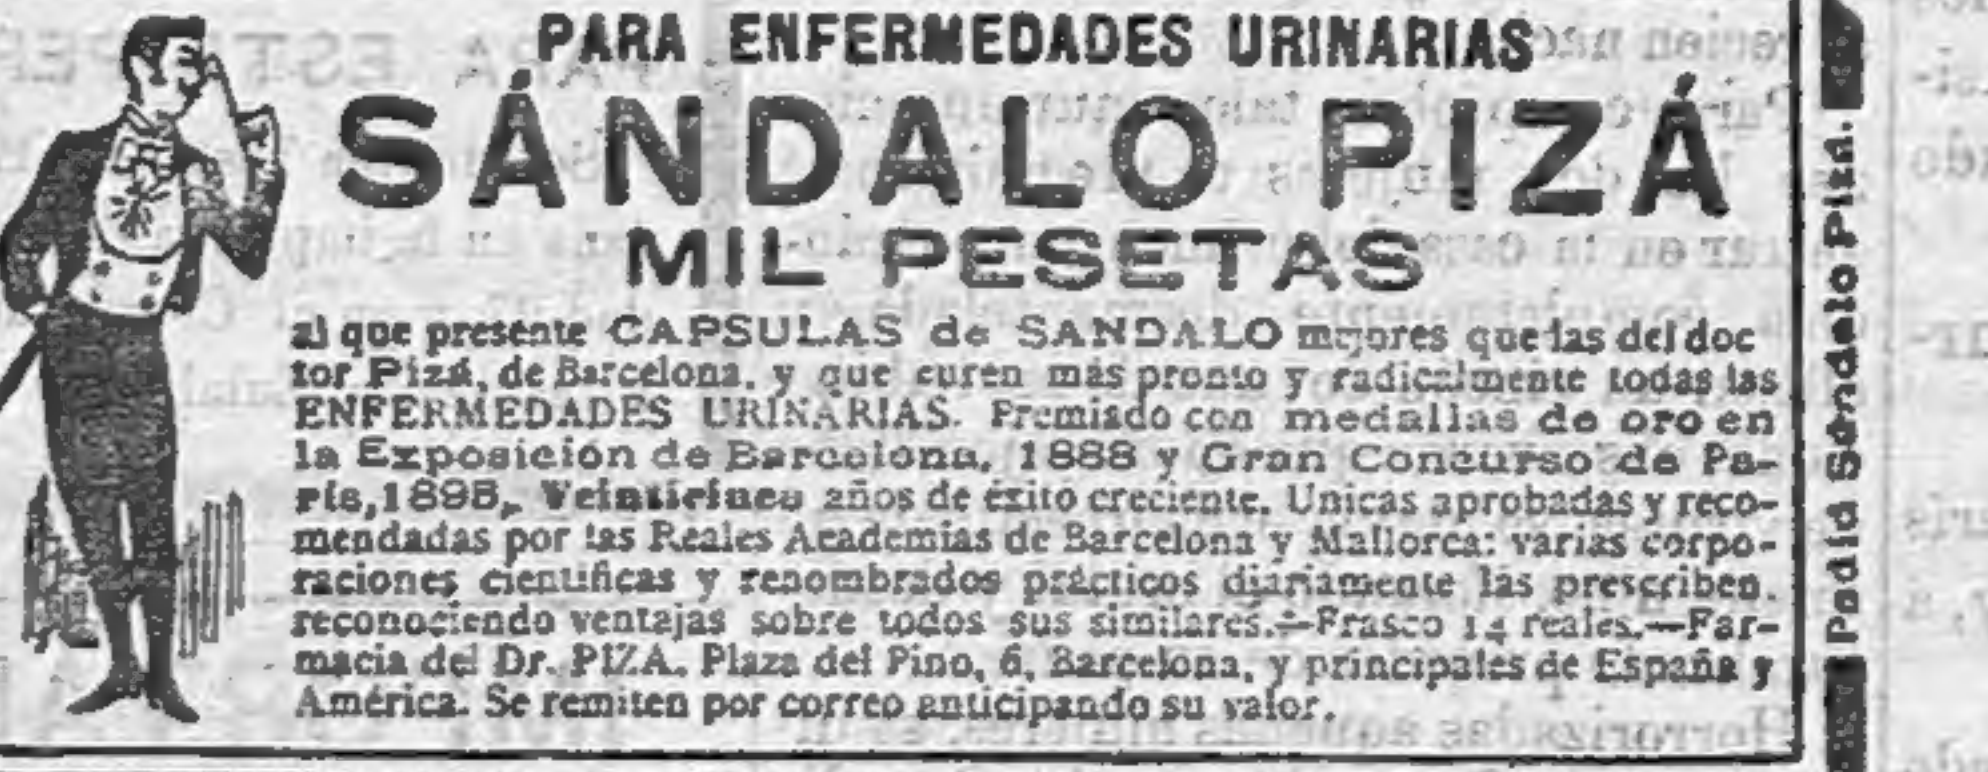 PARA ENFERMEDADES URINARIAS
SÁNDALO PIZÁ
MIL PESETAS
al que presente CAPSULAS de SANDALO mejores que las del doc
tor Pizá, de Barcelona, y que curen más pronto y radicalmente todas las
ENFERMEDADES URINARIAS. Premiado con medallas de oro en
la Exposición de Barcelona, 1888 y Gran Concurso de Pa-
rís, 1895. Veinticinco años de éxito creciente. Unicas aprobadas y reco-
mendadas por las Reales Academias de Barcelona y Mallorca: varias corpo-
raciones científicas y renombrados prácticos diariamente las prescriben,
reconociendo ventajas sobre todos sus similares.—Frasco 14 reales.—Far-
macia del Dr. PIZA, Plaza del Pino, 6, Barcelona, y principales de España y
América. Se remiten por correo anticipando su valor.
Pedid Sándalo Pizá.